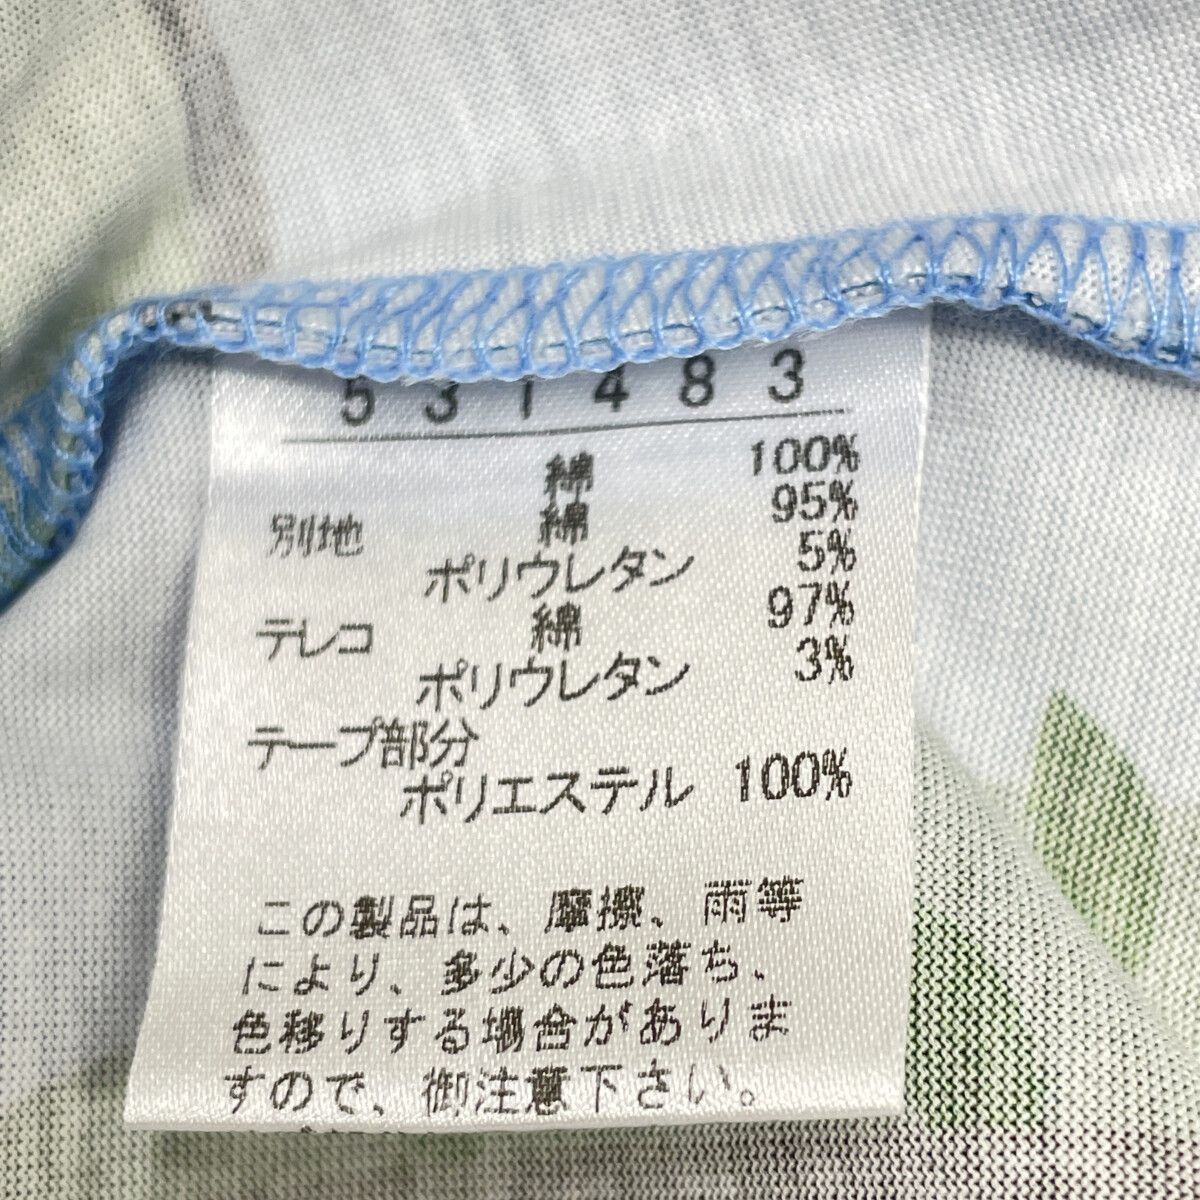 531483
綿 100%
別地 綿 95%
ポリウレタン 5%
テレコ 綿 97%
ポリウレタン 3%
テープ部分
ポリエステル 100%
この製品は、摩擦、雨等
により、多少の色落ち、
色移りする場合がありま
すので、御注意下さい。